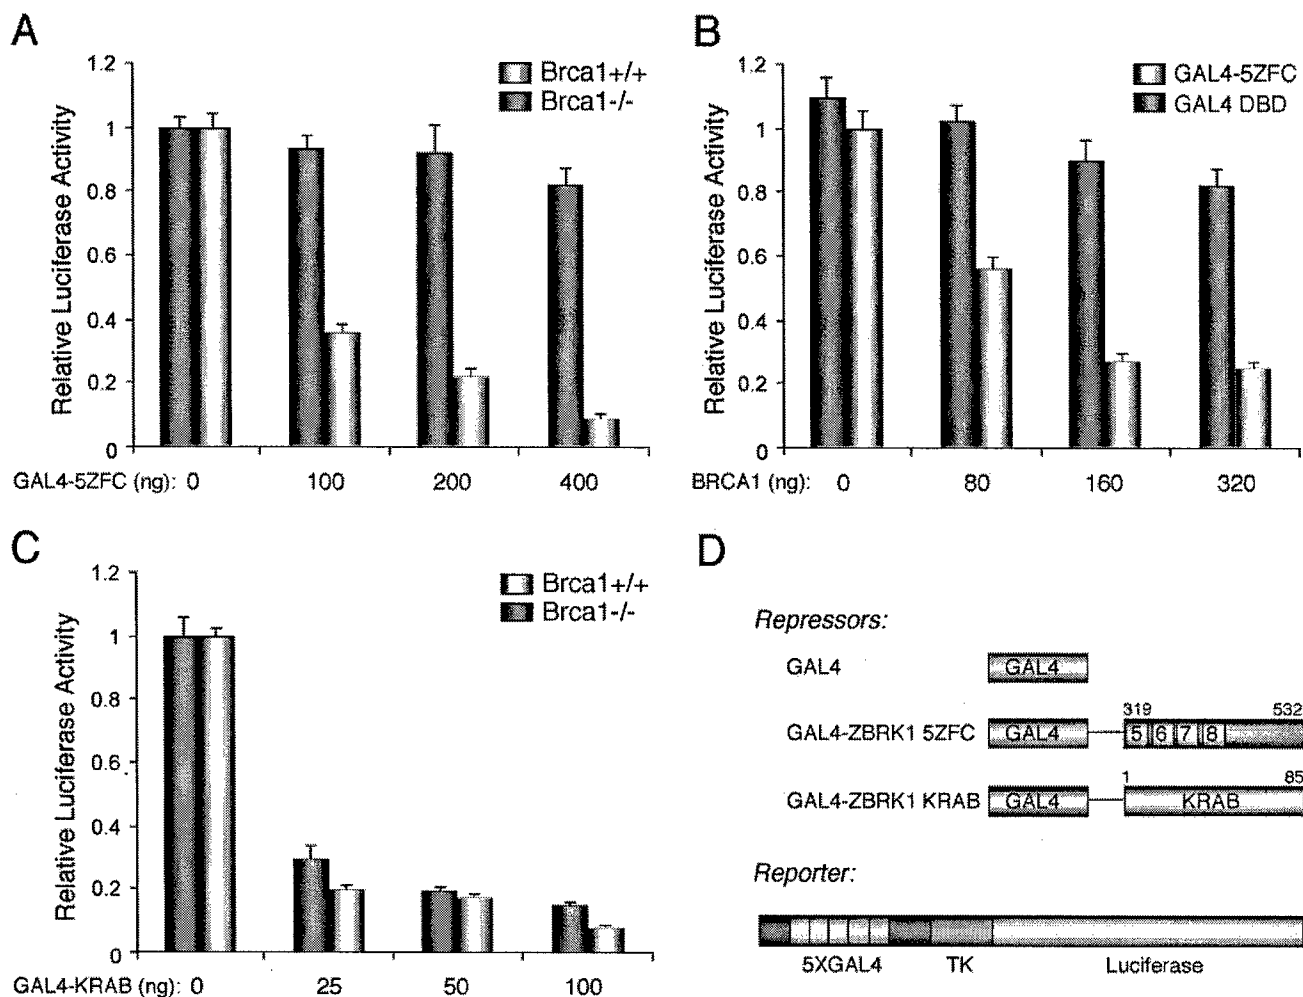 A
Relative Luciferase Activity
1.2
1
0.8
0.6
0.4
0.2
0
Brca1+/+
Brca1-/-
GAL4-5ZFC (ng): 0 100 200 400
B
Relative Luciferase Activity
1.2
1
0.8
0.6
0.4
0.2
0
GAL4-5ZFC
GAL4 DBD
BRCA1 (ng): 0 80 160 320
C
Relative Luciferase Activity
1.2
1
0.8
0.6
0.4
0.2
0
Brca1+/+
Brca1-/-
GAL4-KRAB (ng): 0 25 50 100
D
Repressors:
GAL4 GAL4
319 532
GAL4-ZBRK1 5ZFC GAL4 5 6 7 8
1 85
GAL4-ZBRK1 KRAB GAL4 KRAB
Reporter:
5XGAL4 TK Luciferase